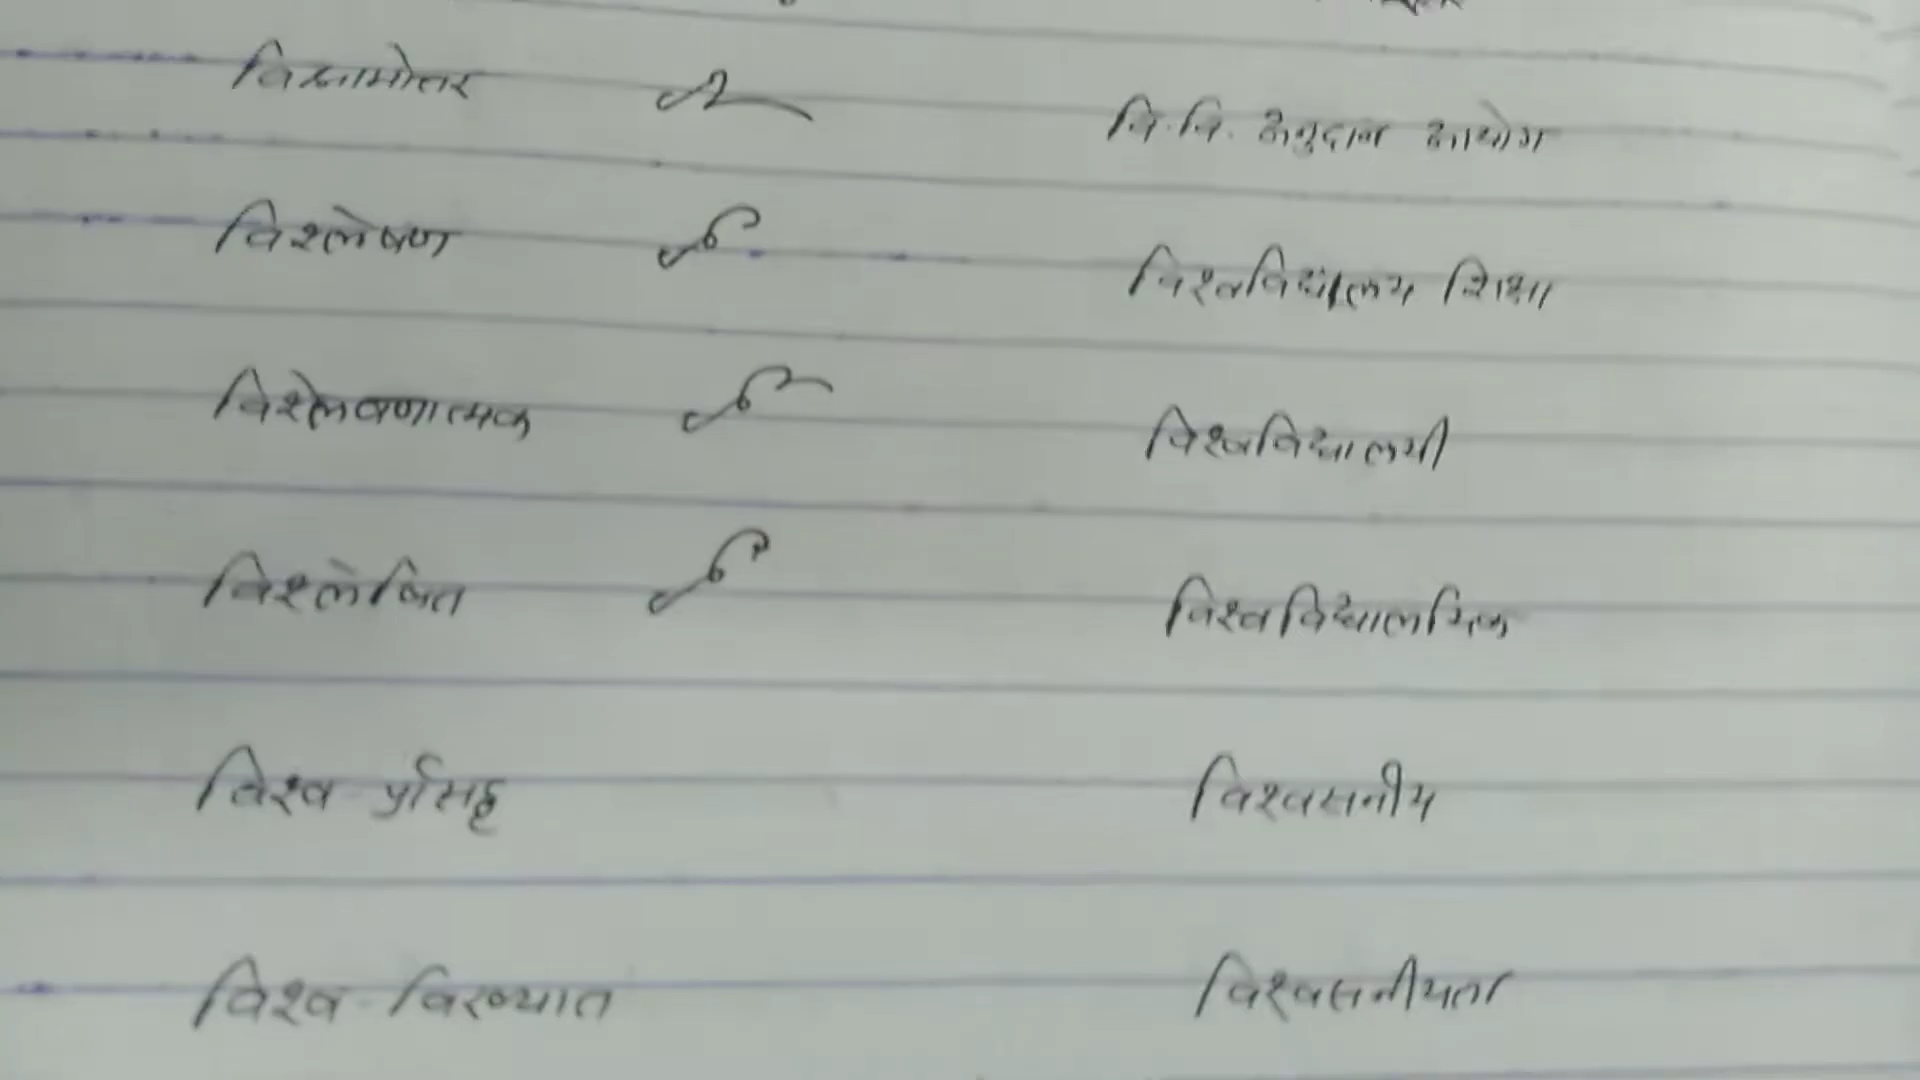 विश्रामोत्तर
वि.वि. अनुदान आयोग
विश्लेषण
विश्वविद्यालय शिक्षा
विश्लेषणात्मक
विश्वविद्यालयी
विश्लेषित
विश्वविद्यालयिक
विश्व प्रसिद्ध
विश्वसनीय
विश्व-विख्यात
विश्वसनीयता